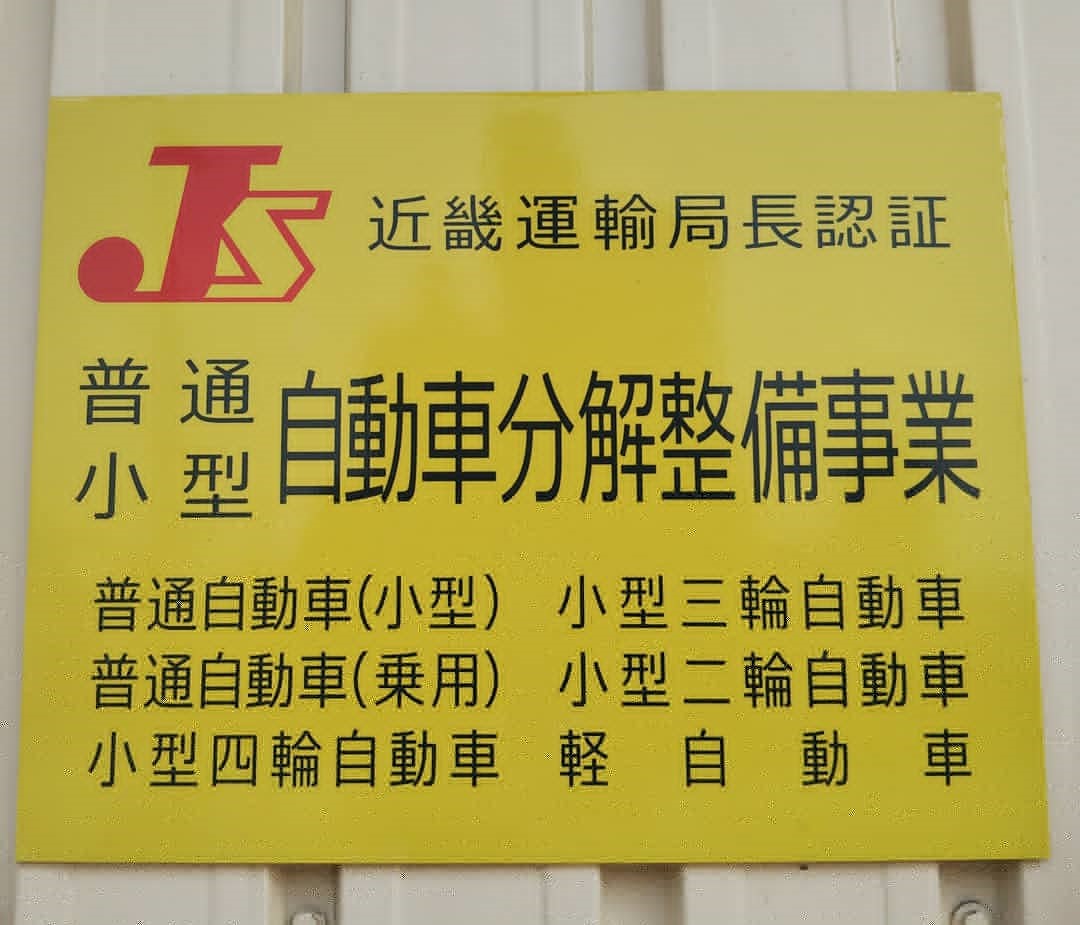 JS 近畿運輸局長認証
普通 小型 自動車分解整備事業
普通自動車(小型) 小型三輪自動車
普通自動車(乗用) 小型二輪自動車
小型四輪自動車 軽自動車